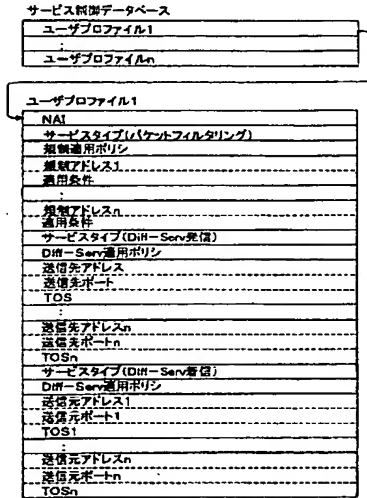 サービス制御データベース
ユーザプロファイル1
:
ユーザプロファイルn
ユーザプロファイル1
NAI
サービスタイプ(パケットフィルタリング)
規制適用ポリシ
規制アドレス1
適用条件
:
規制アドレスn
適用条件
サービスタイプ(Diff-Serv発信)
Diff-Serv適用ポリシ
送信先アドレス
送信先ポート
TOS
:
送信先アドレスn
送信先ポートn
TOSn
サービスタイプ(Diff-Serv着信)
Diff-Serv適用ポリシ
送信元アドレス1
送信元ポート1
TOS1
:
送信元アドレスn
送信元ポートn
TOSn